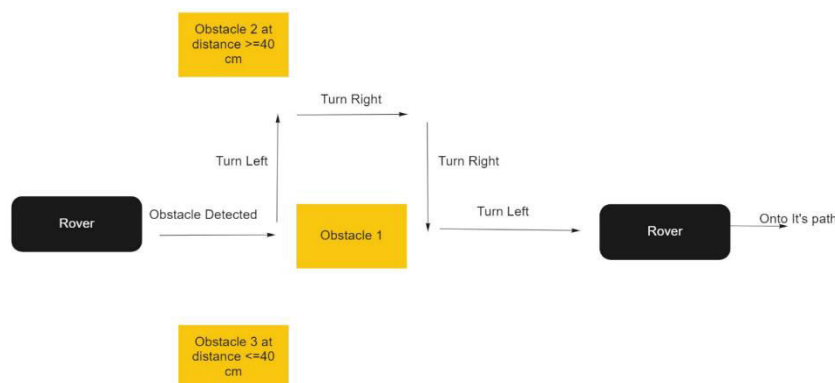 Obstacle 2 at
distance >=40
cm
Turn Right
Turn Left
Turn Right
Rover
Obstacle Detected
Obstacle 1
Turn Left
Rover
Onto It's path
Obstacle 3 at
distance <=40
cm